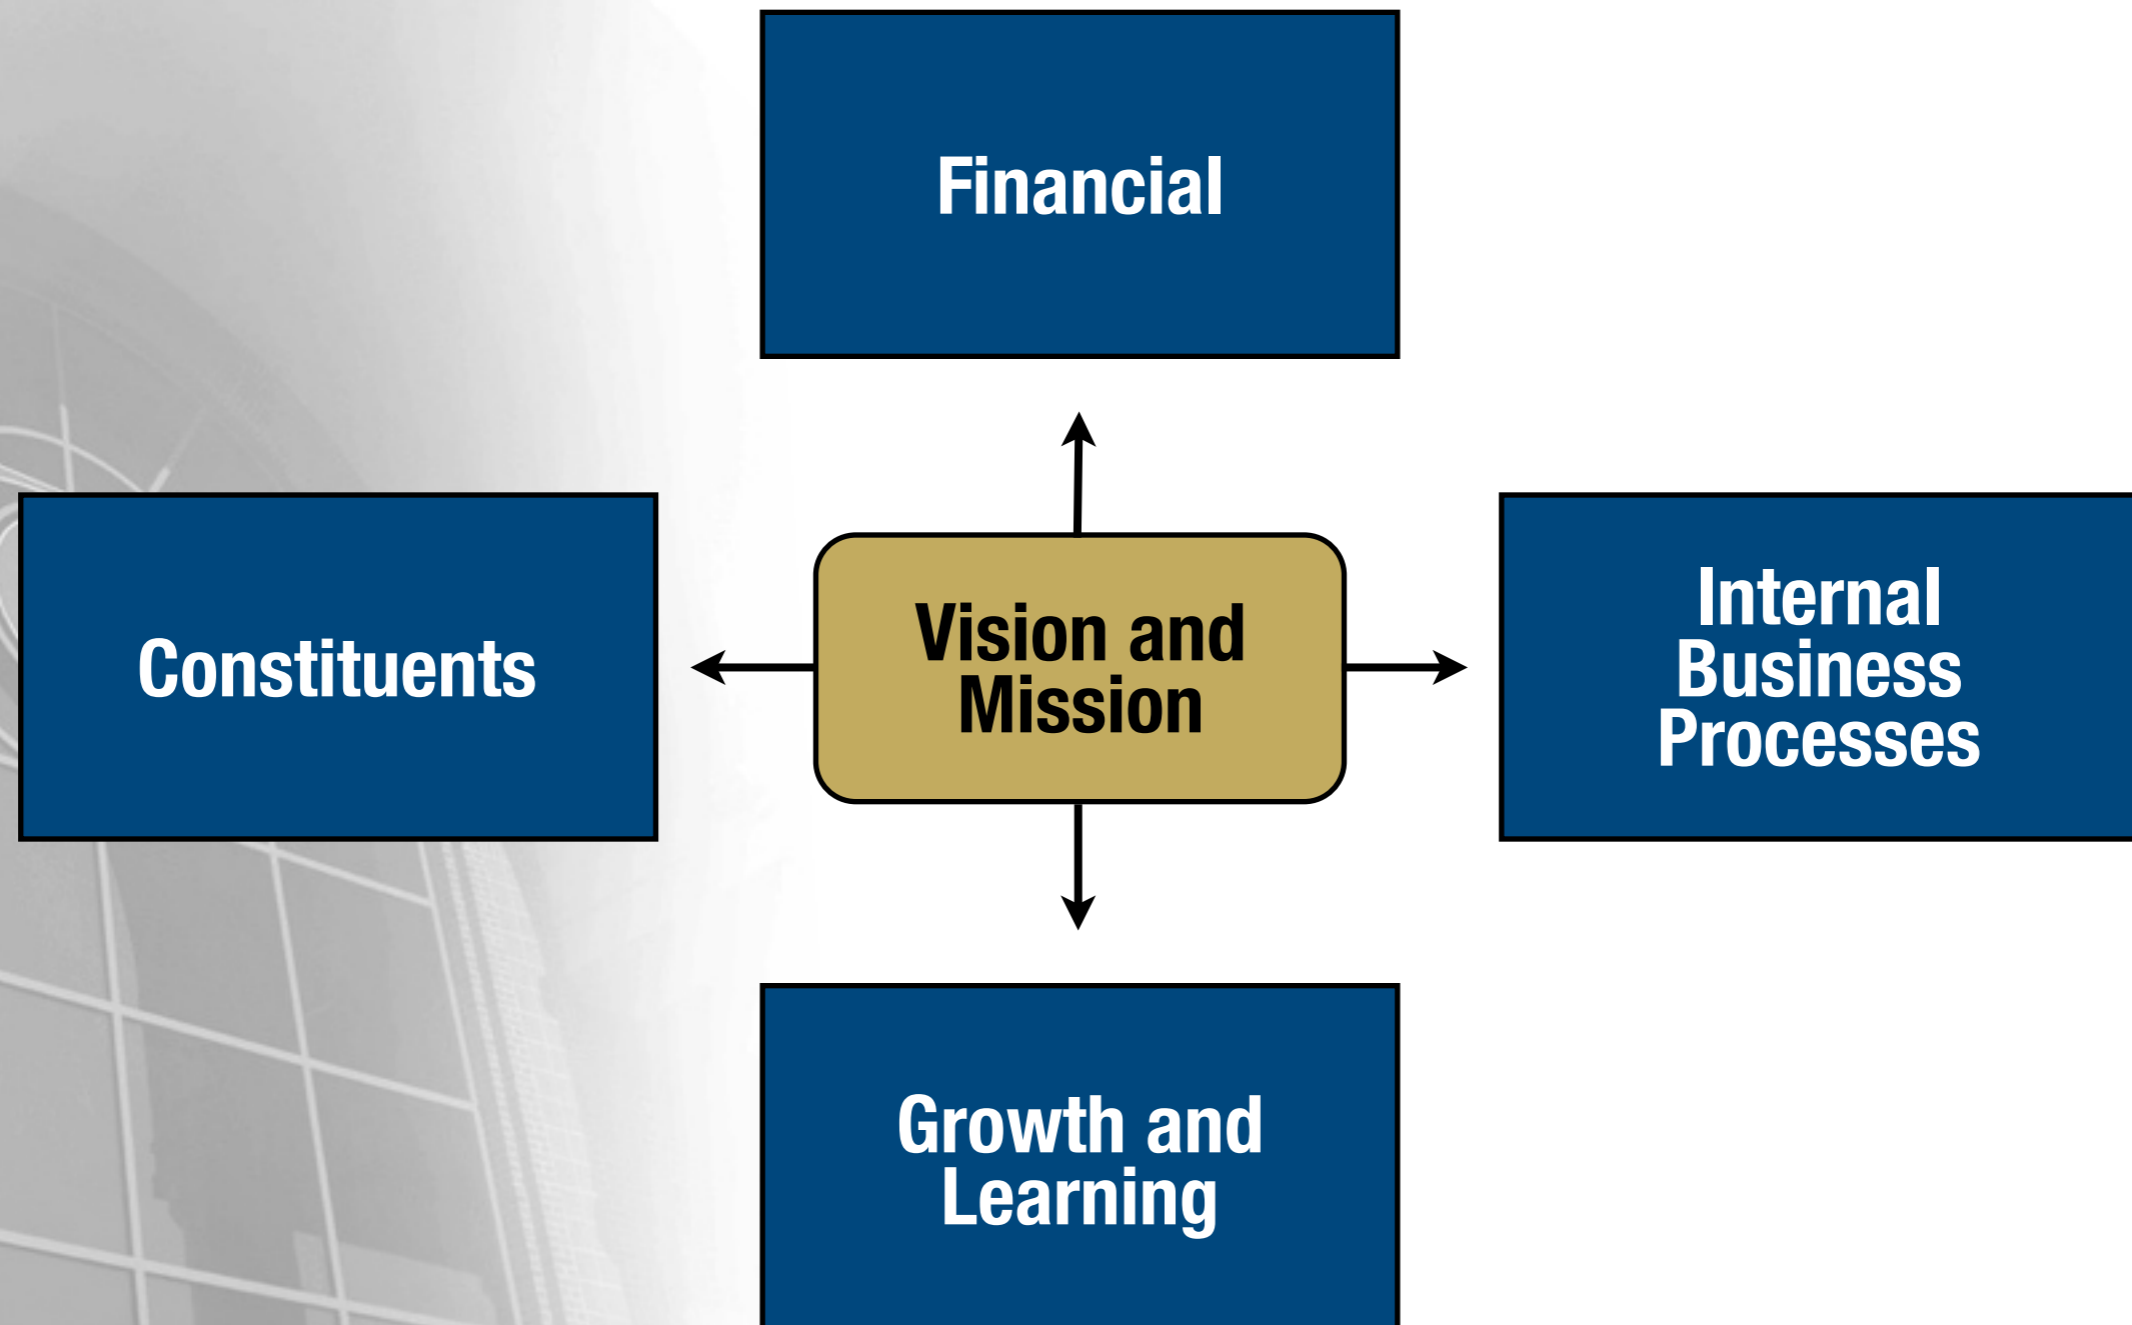 Financial
Constituents
Vision and
Mission
Internal
Business
Processes
Growth and
Learning